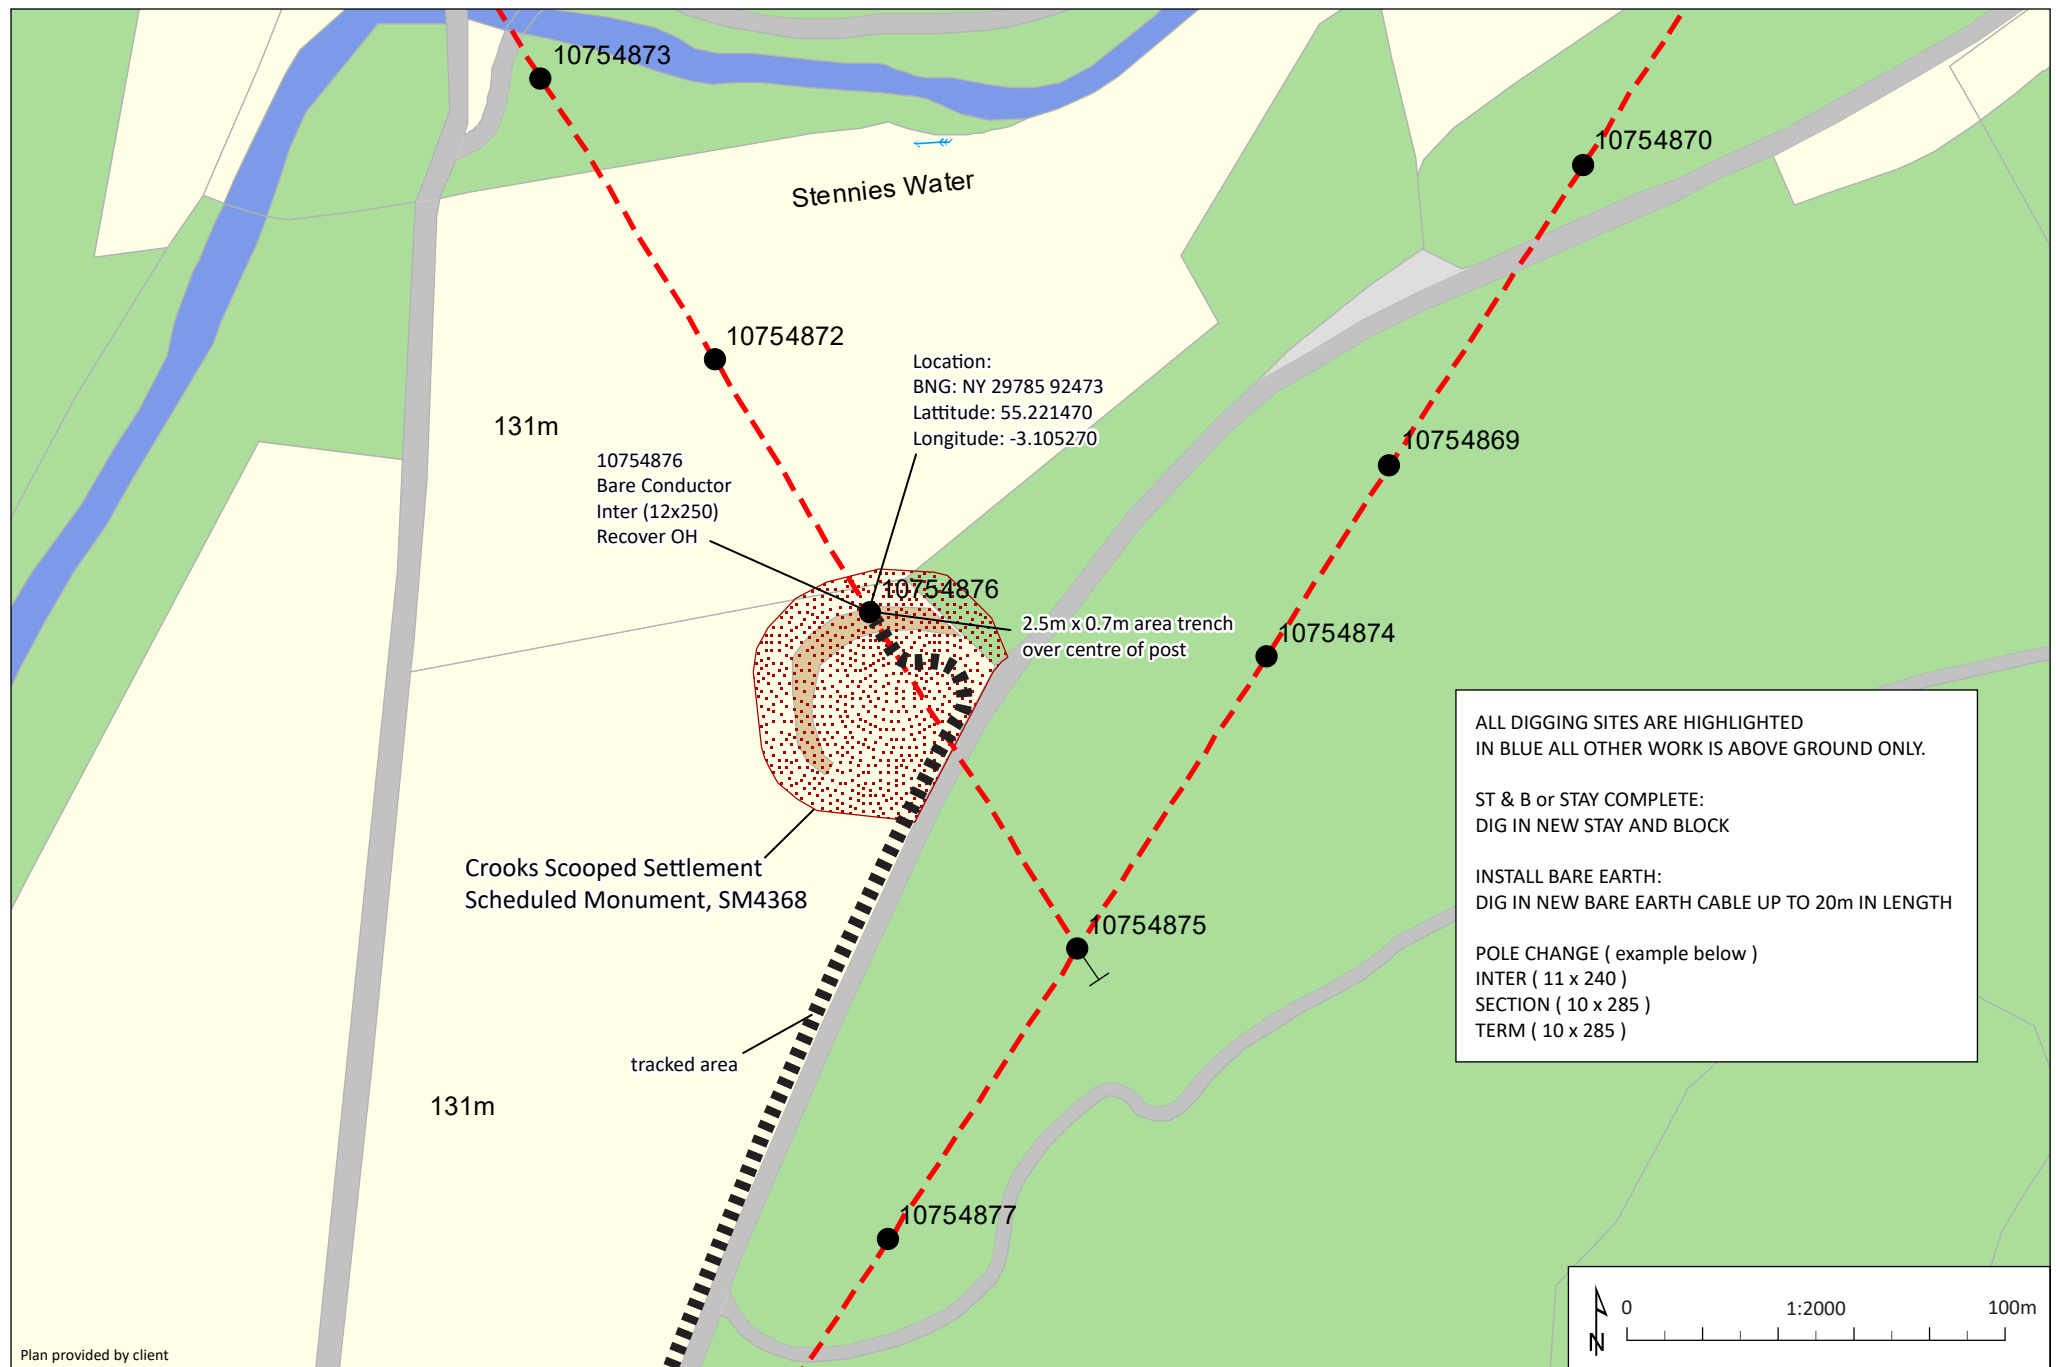 10754873
10754870
Stennies Water
10754872
Location:
BNG: NY 29785 92473
Lattitude: 55.221470
Longitude: -3.105270
131m
10754869
10754876
Bare Conductor
Inter (12x250)
Recover OH
10754876
2.5m x 0.7m area trench
over centre of post
10754874
ALL DIGGING SITES ARE HIGHLIGHTED
IN BLUE ALL OTHER WORK IS ABOVE GROUND ONLY.
ST & B or STAY COMPLETE:
DIG IN NEW STAY AND BLOCK
INSTALL BARE EARTH:
DIG IN NEW BARE EARTH CABLE UP TO 20m IN LENGTH
POLE CHANGE ( example below )
INTER ( 11 x 240 )
SECTION ( 10 x 285 )
TERM ( 10 x 285 )
Crooks Scooped Settlement
Scheduled Monument, SM4368
10754875
tracked area
131m
10754877
N
0 1:2000 100m
Plan provided by client